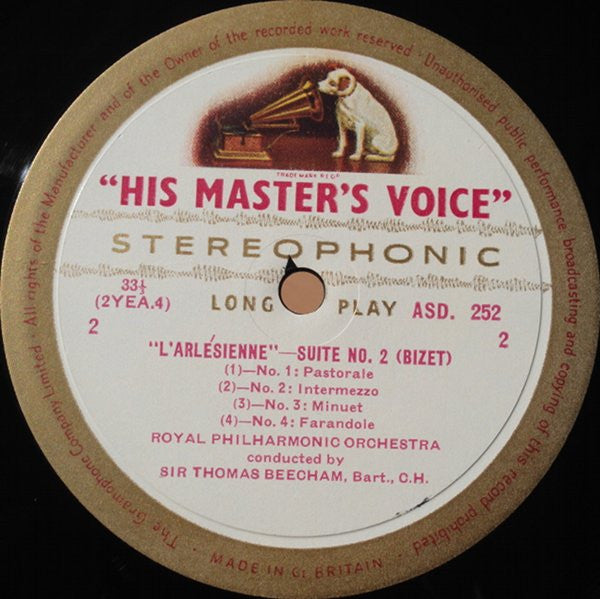 The Gramophone Company Limited · All rights of the Manufacturer and of the Owner of the recorded work reserved · Unauthorised public performance, broadcasting and copying of this record prohibited ·
TRADE MARK REGD
"HIS MASTER'S VOICE"
STEREOPHONIC
33⅓
(2YEA.4) LONG PLAY ASD. 252
2 2
"L'ARLÉSIENNE"—SUITE NO. 2 (BIZET)
(1)—No. 1: Pastorale
(2)—No. 2: Intermezzo
(3)—No. 3: Minuet
(4)—No. 4: Farandole
ROYAL PHILHARMONIC ORCHESTRA
conducted by
SIR THOMAS BEECHAM, Bart., C.H.
MADE IN Gt BRITAIN